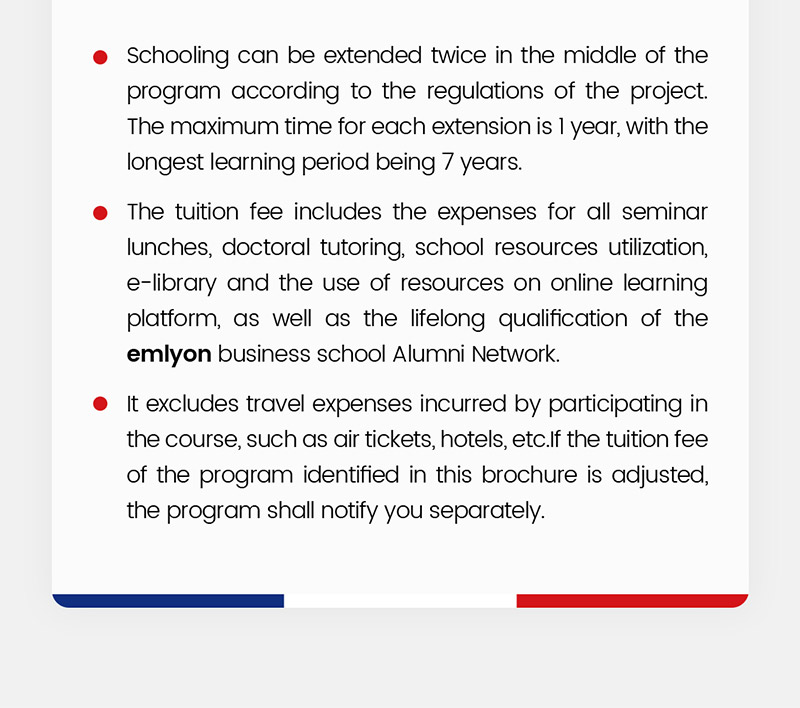 Schooling can be extended twice in the middle of the
program according to the regulations of the project.
The maximum time for each extension is 1 year, with the
longest learning period being 7 years.
The tuition fee includes the expenses for all seminar
lunches, doctoral tutoring, school resources utilization,
e-library and the use of resources on online learning
platform, as well as the lifelong qualification of the
emlyon business school Alumni Network.
It excludes travel expenses incurred by participating in
the course, such as air tickets, hotels, etc.If the tuition fee
of the program identified in this brochure is adjusted,
the program shall notify you separately.